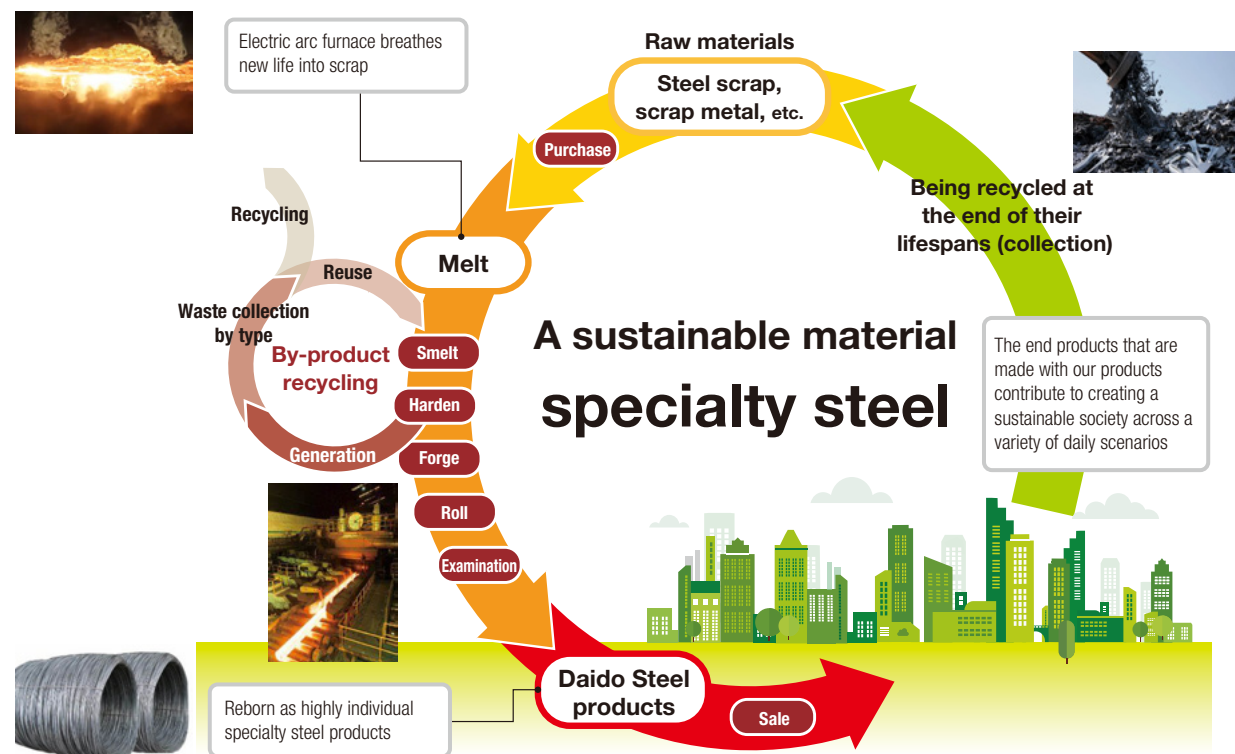 Electric arc furnace breathes
new life into scrap
Raw materials
Steel scrap,
scrap metal, etc.
Purchase
Being recycled at
the end of their
lifespans (collection)
Recycling
Melt
Reuse
Waste collection
by type
By-product
recycling
Generation
Smelt
Harden
Forge
Roll
Examination
A sustainable material
specialty steel
The end products that are
made with our products
contribute to creating a
sustainable society across a
variety of daily scenarios
Daido Steel
products
Sale
Reborn as highly individual
specialty steel products